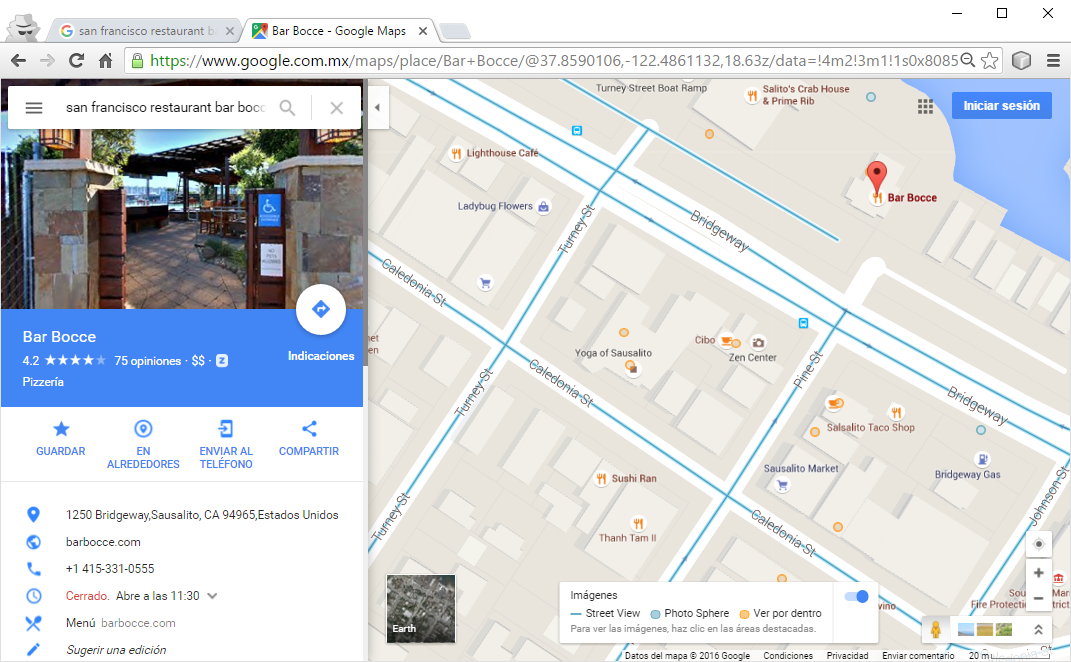 san francisco restaurant b
Bar Bocce - Google Maps
https://www.google.com.mx/maps/place/Bar+Bocce/@37.8590106,-122.4861132,18.63z/data=!4m2!3m1!1s0x8085
san francisco restaurant bar bocc
Iniciar sesión
Turney Street Boat Ramp
Salito's Crab House
& Prime Rib
Lighthouse Café
Bar Bocce
Ladybug Flowers
Turney St
Bridgeway
Caledonia St
Yoga of Sausalito
Cibo
Zen Center
Pine St
Caledonia St
Turney St
Bridgeway
Salsalito Taco Shop
Sausalito Market
Bridgeway Gas
Sushi Ran
Johnson St
Turney St
Thanh Tam II
Caledonia St
Fire Protection
Bar Bocce
4.2
75 opiniones · $$ ·
Z
Pizzería
Indicaciones
GUARDAR
EN
ALREDEDORES
ENVIAR AL
TELÉFONO
COMPARTIR
1250 Bridgeway,Sausalito, CA 94965,Estados Unidos
barbocce.com
+1 415-331-0555
Cerrado. Abre a las 11:30
Menú barbocce.com
Sugerir una edición
Earth
Imágenes
Street View
Photo Sphere
Ver por dentro
Para ver las imágenes, haz clic en las áreas destacadas.
Datos del mapa © 2016 Google
Condiciones
Privacidad
Enviar comentario
20 m